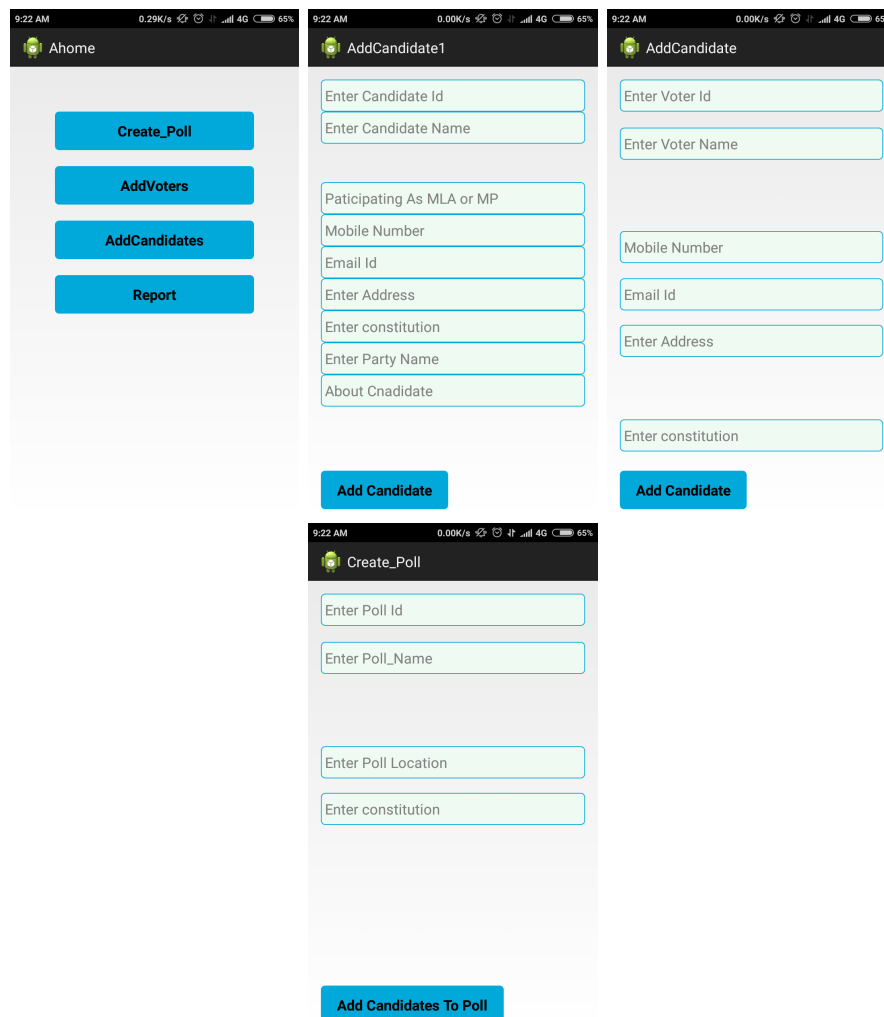 9:22 AM 0.29K/s 4G 65%
Ahome
Create_Poll
AddVoters
AddCandidates
Report
9:22 AM 0.00K/s 4G 65%
AddCandidate1
Enter Candidate Id
Enter Candidate Name
Paticipating As MLA or MP
Mobile Number
Email Id
Enter Address
Enter constitution
Enter Party Name
About Cnadidate
Add Candidate
9:22 AM 0.00K/s 4G 65
AddCandidate
Enter Voter Id
Enter Voter Name
Mobile Number
Email Id
Enter Address
Enter constitution
Add Candidate
9:22 AM 0.00K/s 4G 65%
Create_Poll
Enter Poll Id
Enter Poll_Name
Enter Poll Location
Enter constitution
Add Candidates To Poll